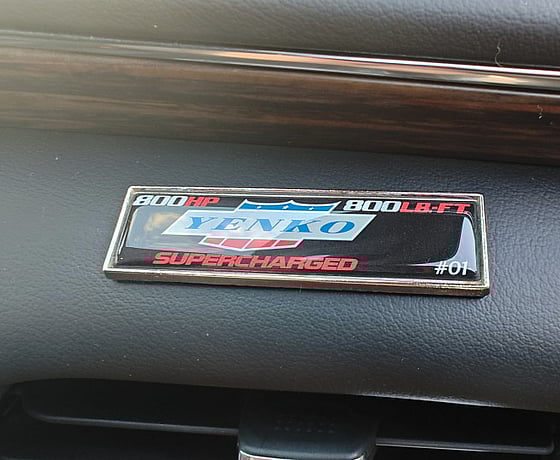 800HP 800LB-FT
YENKO
SUPERCHARGED
#01